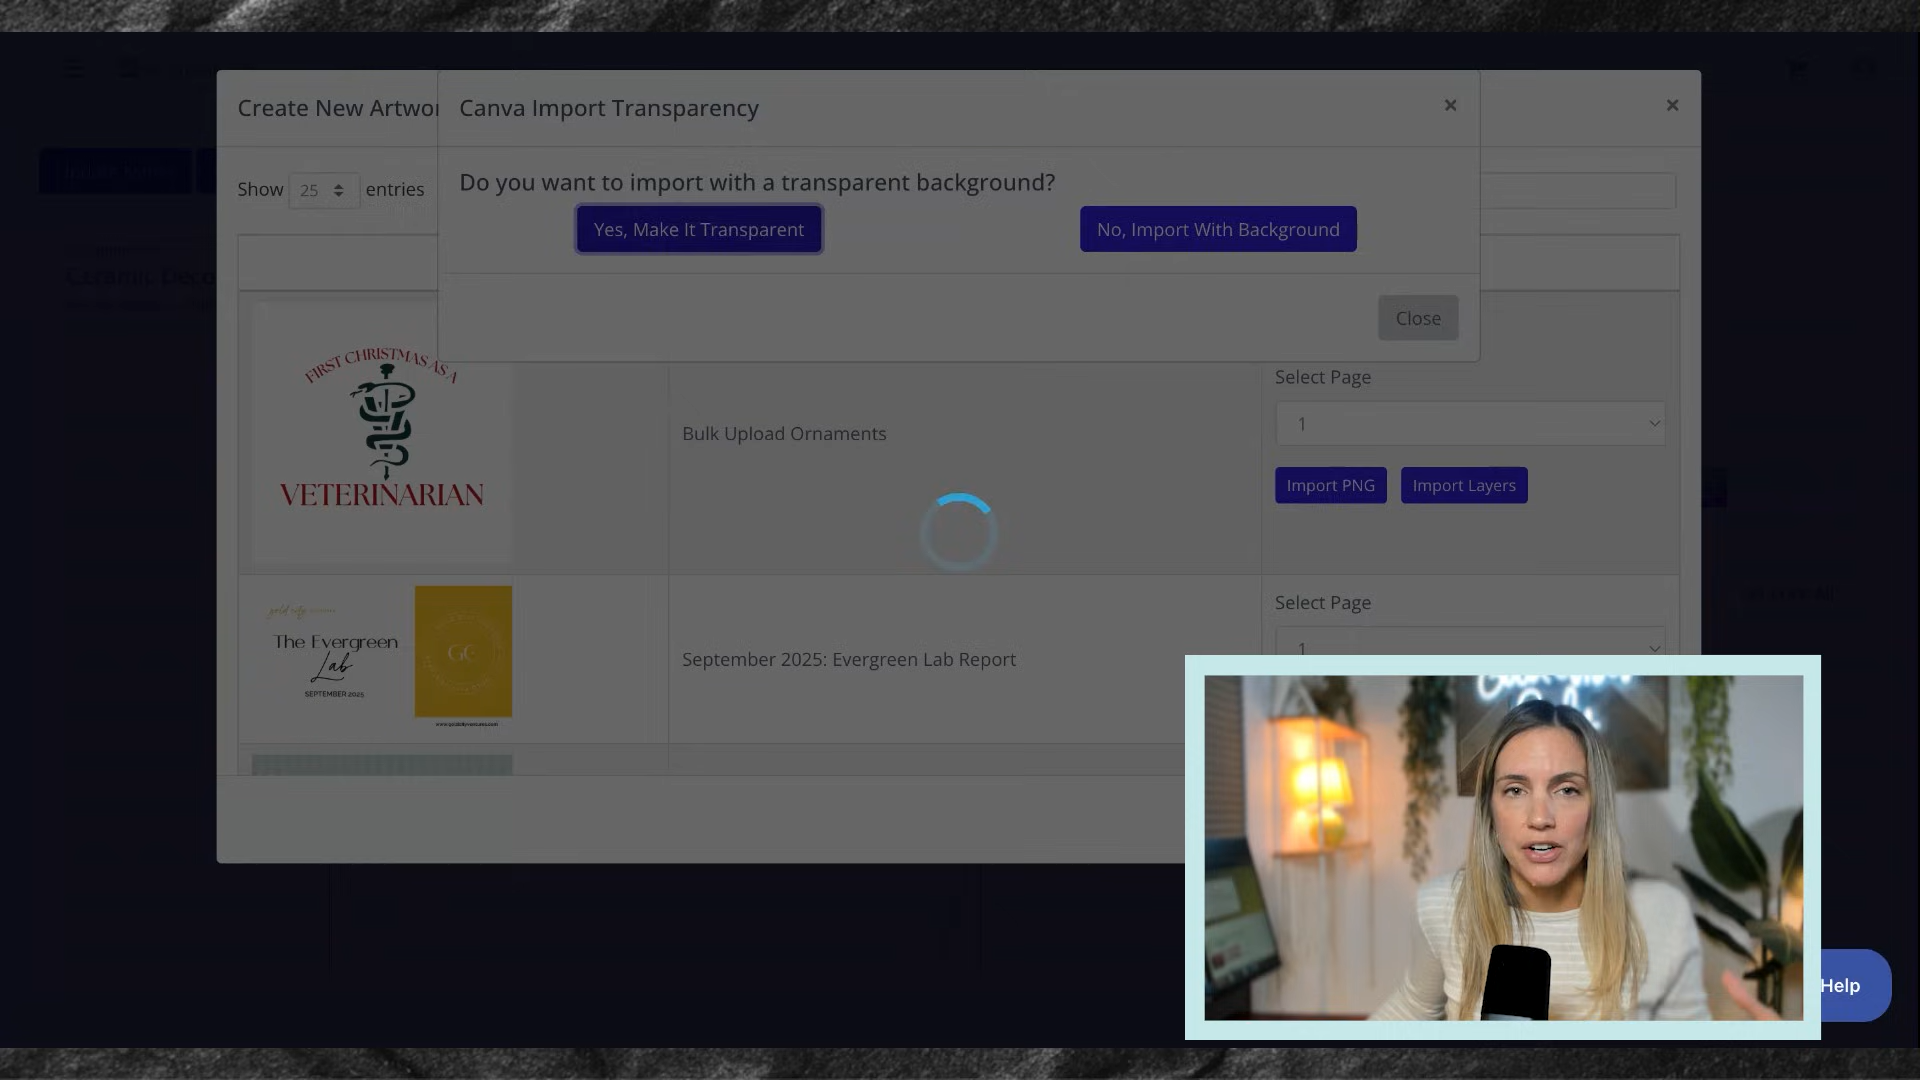 Create New Artwor
Canva Import Transparency
×
×
Show 25 entries
Do you want to import with a transparent background?
Yes, Make It Transparent
No, Import With Background
Close
FIRST CHRISTMAS AS A
VETERINARIAN
Bulk Upload Ornaments
Select Page
1
Import PNG
Import Layers
The Evergreen
Lab
SEPTEMBER 2025
GC
September 2025: Evergreen Lab Report
Select Page
1
Help